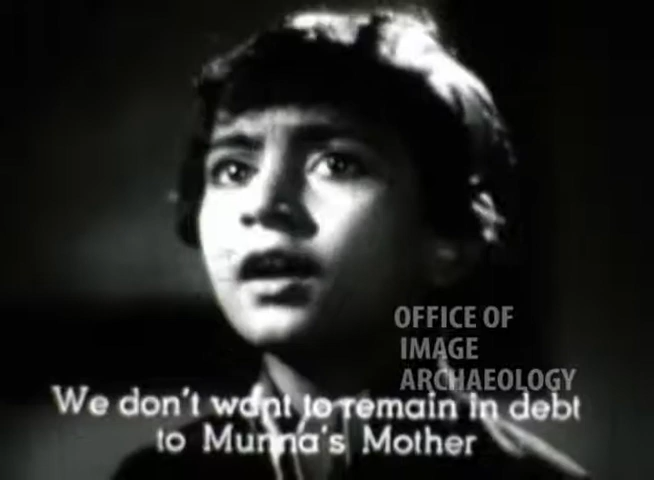 OFFICE OF
IMAGE
ARCHAEOLOGY
We don't want to remain in debt
to Munna's Mother